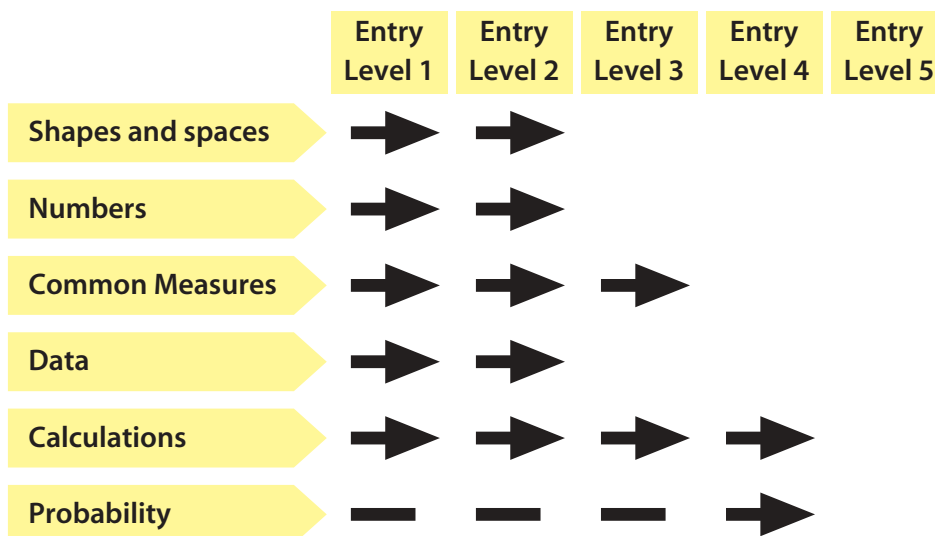 Entry Level 1
Entry Level 2
Entry Level 3
Entry Level 4
Entry Level 5
Shapes and spaces
Numbers
Common Measures
Data
Calculations
Probability